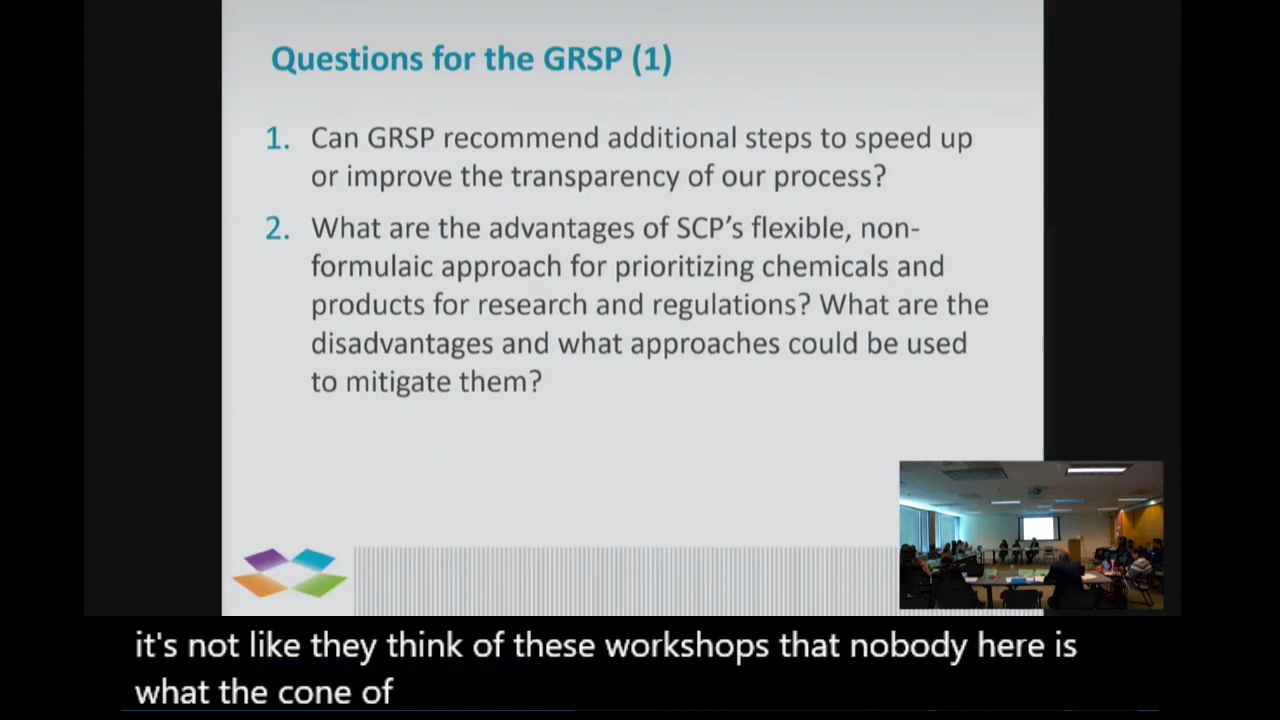 Questions for the GRSP (1)
1. Can GRSP recommend additional steps to speed up
or improve the transparency of our process?
2. What are the advantages of SCP’s flexible, non-
formulaic approach for prioritizing chemicals and
products for research and regulations? What are the
disadvantages and what approaches could be used
to mitigate them?
it's not like they think of these workshops that nobody here is
what the cone of